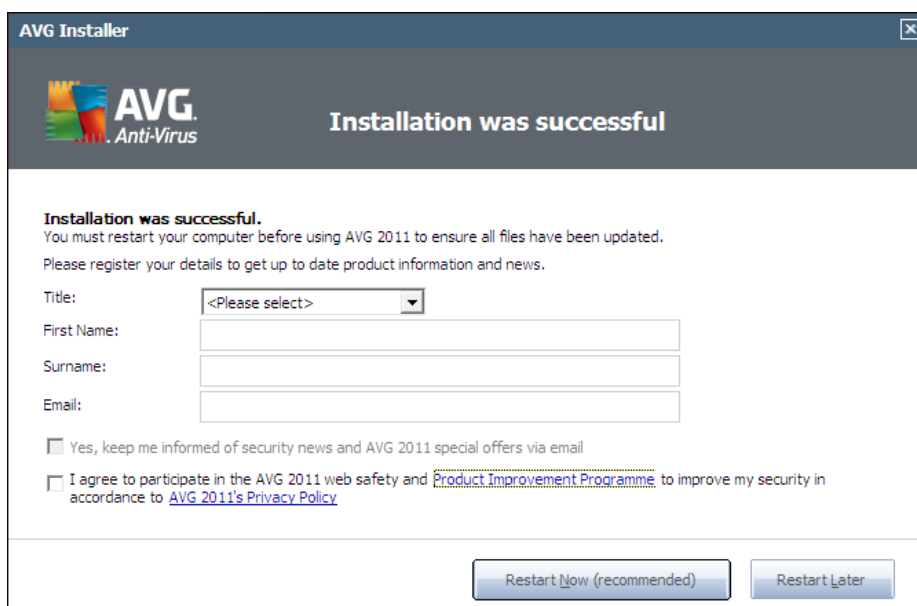 AVG Installer
AVG.
Anti-Virus
Installation was successful
Installation was successful.
You must restart your computer before using AVG 2011 to ensure all files have been updated.
Please register your details to get up to date product information and news.
Title:
<Please select>
First Name:
Surname:
Email:
Yes, keep me informed of security news and AVG 2011 special offers via email
I agree to participate in the AVG 2011 web safety and Product Improvement Programme to improve my security in
accordance to AVG 2011's Privacy Policy
Restart Now (recommended)
Restart Later